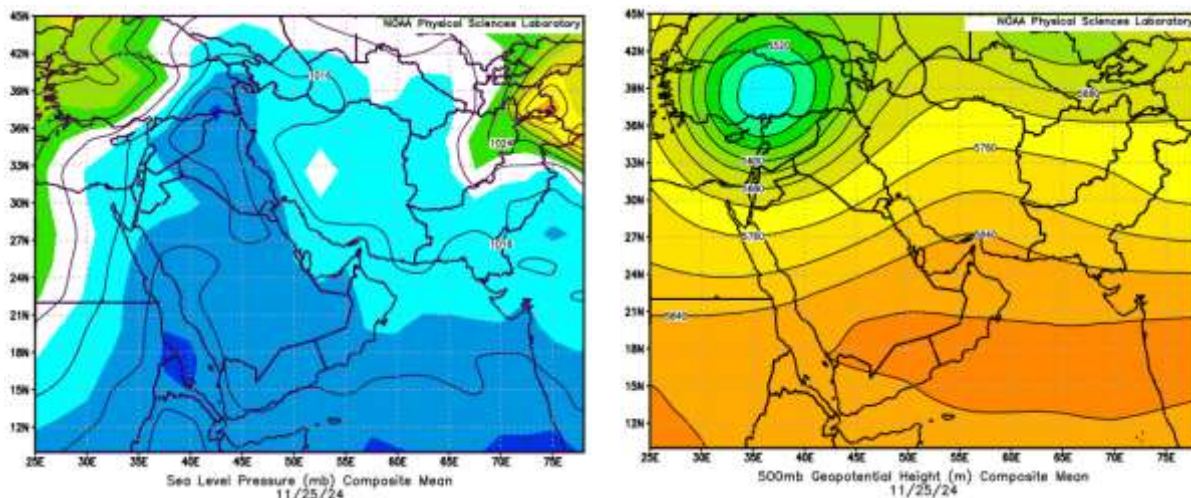 NOAA Physical Sciences Laboratory
45N
42N
39N
36N
33N
30N
27N
24N
21N
18N
15N
12N
1024
25E 30E 35E 40E 45E 50E 55E 60E 65E 70E 75E
Sea Level Pressure (mb) Composite Mean
11/25/24
NOAA Physical Sciences Laboratory
45N
42N
39N
36N
33N
30N
27N
24N
21N
18N
15N
12N
5520
5680
5600
5760
5680
5760
5840
5840
25E 30E 35E 40E 45E 50E 55E 60E 65E 70E 75E
500mb Geopotential Height (m) Composite Mean
11/25/24